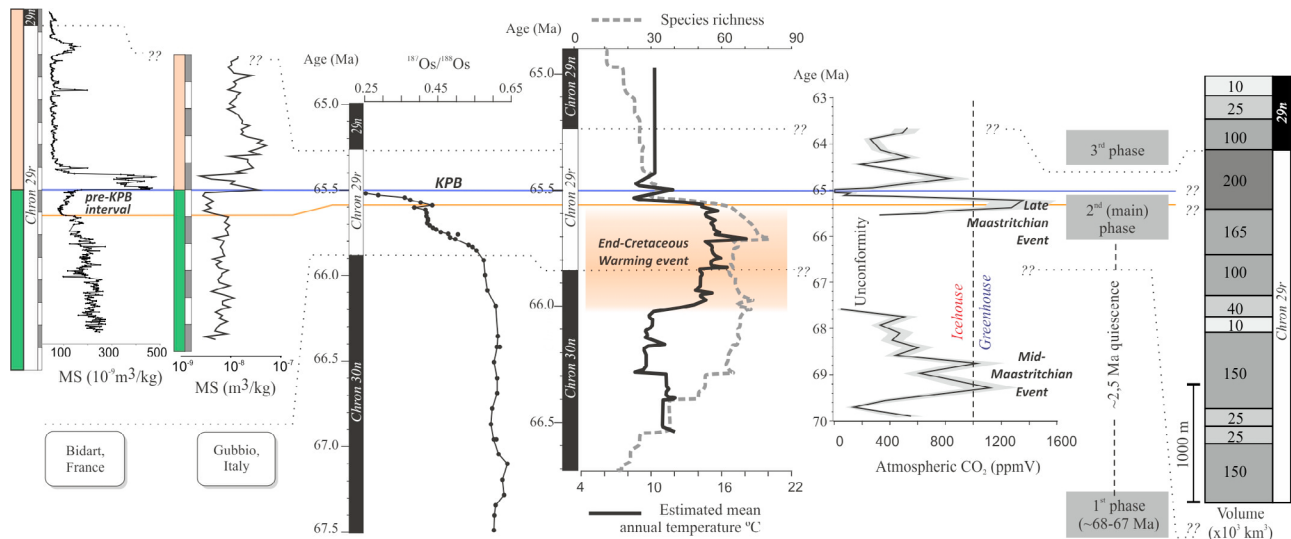 29n
Chron 29r
pre-KPB
interval
100
300
500
MS (10⁻⁹m³/kg)
Bidart,
France
??
10⁻⁹
10⁻⁸
10⁻⁷
MS (m³/kg)
Gubbio,
Italy
Age (Ma)
¹⁸⁷Os/¹⁸⁸Os
0.25
0.45
0.65
65.0
65.5
66.0
66.5
67.0
67.5
29n
29r
Chron 30n
KPB
Species richness
Age (Ma)
0
30
60
90
65.0
65.5
66.0
66.5
Chron 29n
Chron 29r
Chron 30n
End-Cretaceous
Warming event
??
??
4
10
16
22
Estimated mean
annual temperature ºC
Age (Ma)
63
64
65
66
67
68
69
70
Unconformity
Icehouse
Greenhouse
Late
Maastritchian
Event
Mid-
Maastritchian
Event
0
400
800
1200
1600
Atmospheric CO₂ (ppmV)
??
??
3ʳᵈ phase
2ⁿᵈ (main)
phase
~2,5 Ma quiescence
1ˢᵗ phase
(~68-67 Ma)
??
??
??
1000 m
10
25
100
200
165
100
40
10
150
25
25
150
29n
Chron 29r
Volume
(x10³ km³)